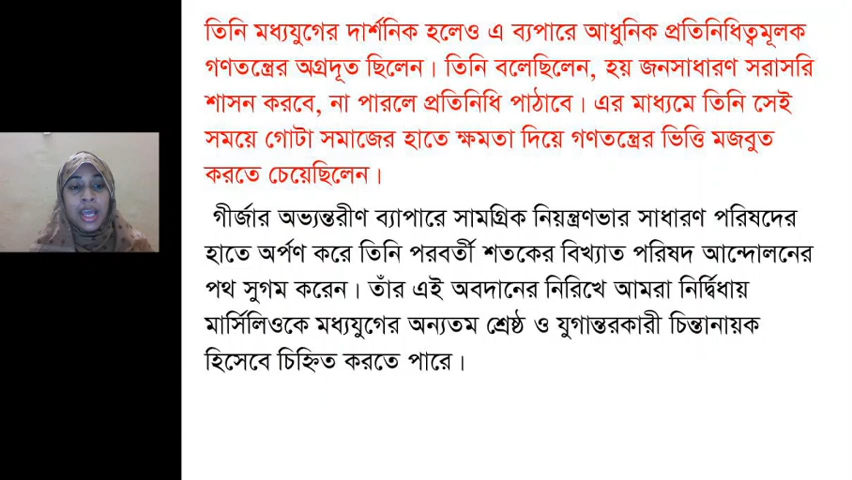 তিনি মধ্যযুগের দার্শনিক হলেও এ ব্যপারে আধুনিক প্রতিনিধিত্বমূলক
গণতন্ত্রের অগ্রদূত ছিলেন। তিনি বলেছিলেন, হয় জনসাধারণ সরাসরি
শাসন করবে, না পারলে প্রতিনিধি পাঠাবে। এর মাধ্যমে তিনি সেই
সময়ে গোটা সমাজের হাতে ক্ষমতা দিয়ে গণতন্ত্রের ভিত্তি মজবুত
করতে চেয়েছিলেন।
গীর্জার অভ্যন্তরীণ ব্যাপারে সামগ্রিক নিয়ন্ত্রণভার সাধারণ পরিষদের
হাতে অর্পণ করে তিনি পরবর্তী শতকের বিখ্যাত পরিষদ আন্দোলনের
পথ সুগম করেন। তাঁর এই অবদানের নিরিখে আমরা নির্দ্বিধায়
মার্সিলিওকে মধ্যযুগের অন্যতম শ্রেষ্ঠ ও যুগান্তরকারী চিন্তানায়ক
হিসেবে চিহ্নিত করতে পারে।